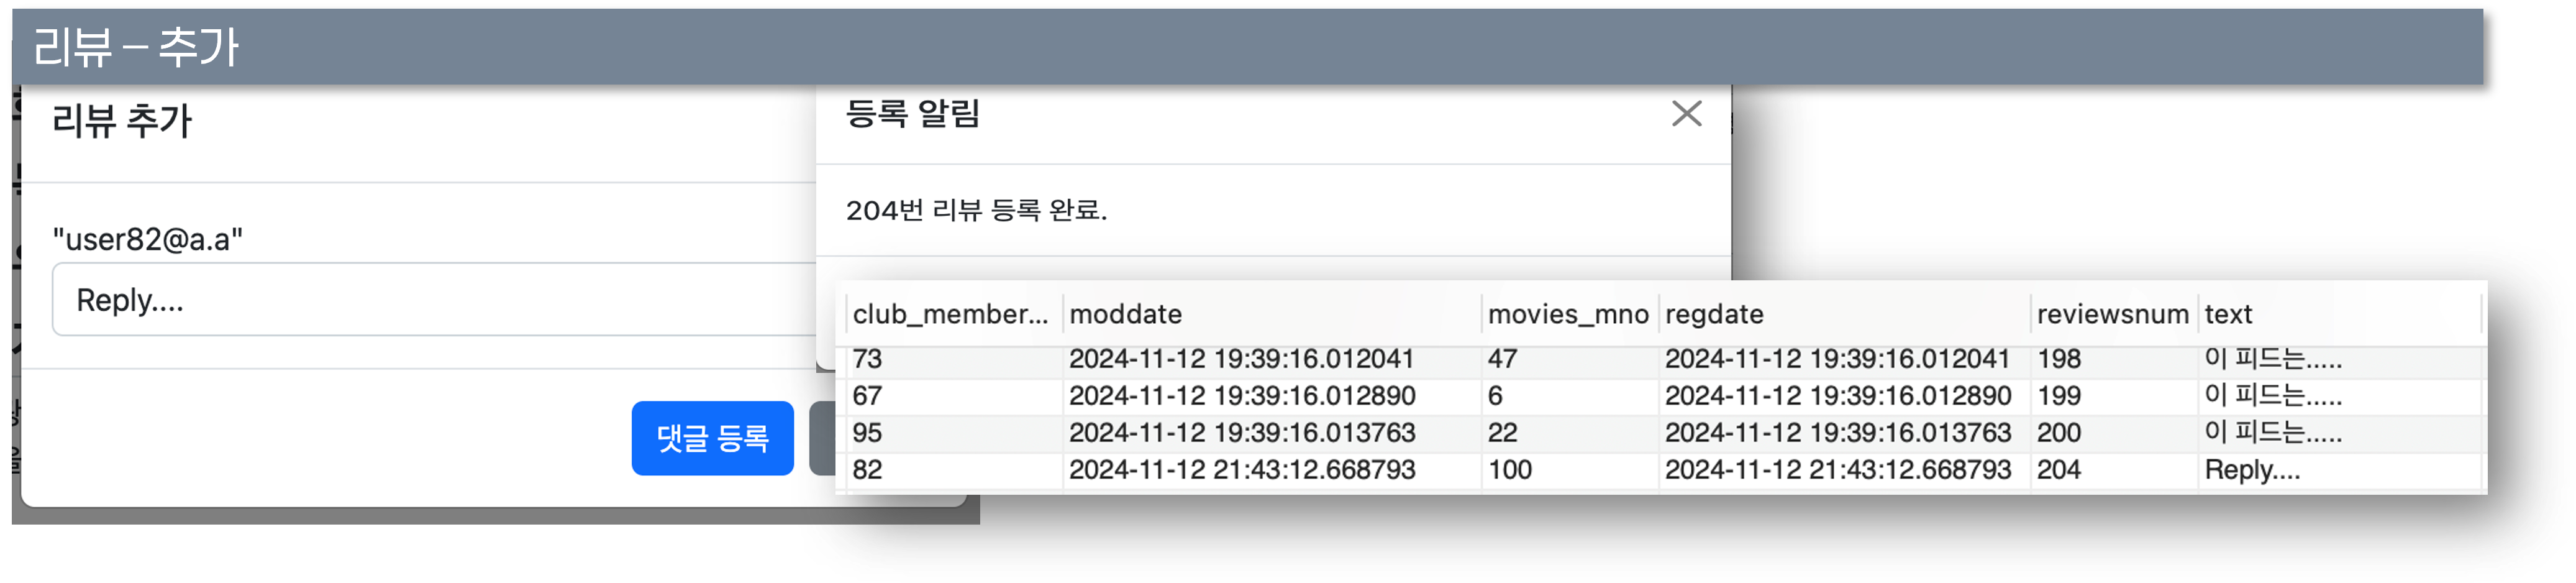 리뷰 – 추가
리뷰 추가
"user82@a.a"
Reply....
댓글 등록
등록 알림
204번 리뷰 등록 완료.
club_member... moddate movies_mno regdate reviewsnum text
73 2024-11-12 19:39:16.012041 47 2024-11-12 19:39:16.012041 198 이 피드는.....
67 2024-11-12 19:39:16.012890 6 2024-11-12 19:39:16.012890 199 이 피드는.....
95 2024-11-12 19:39:16.013763 22 2024-11-12 19:39:16.013763 200 이 피드는.....
82 2024-11-12 21:43:12.668793 100 2024-11-12 21:43:12.668793 204 Reply....